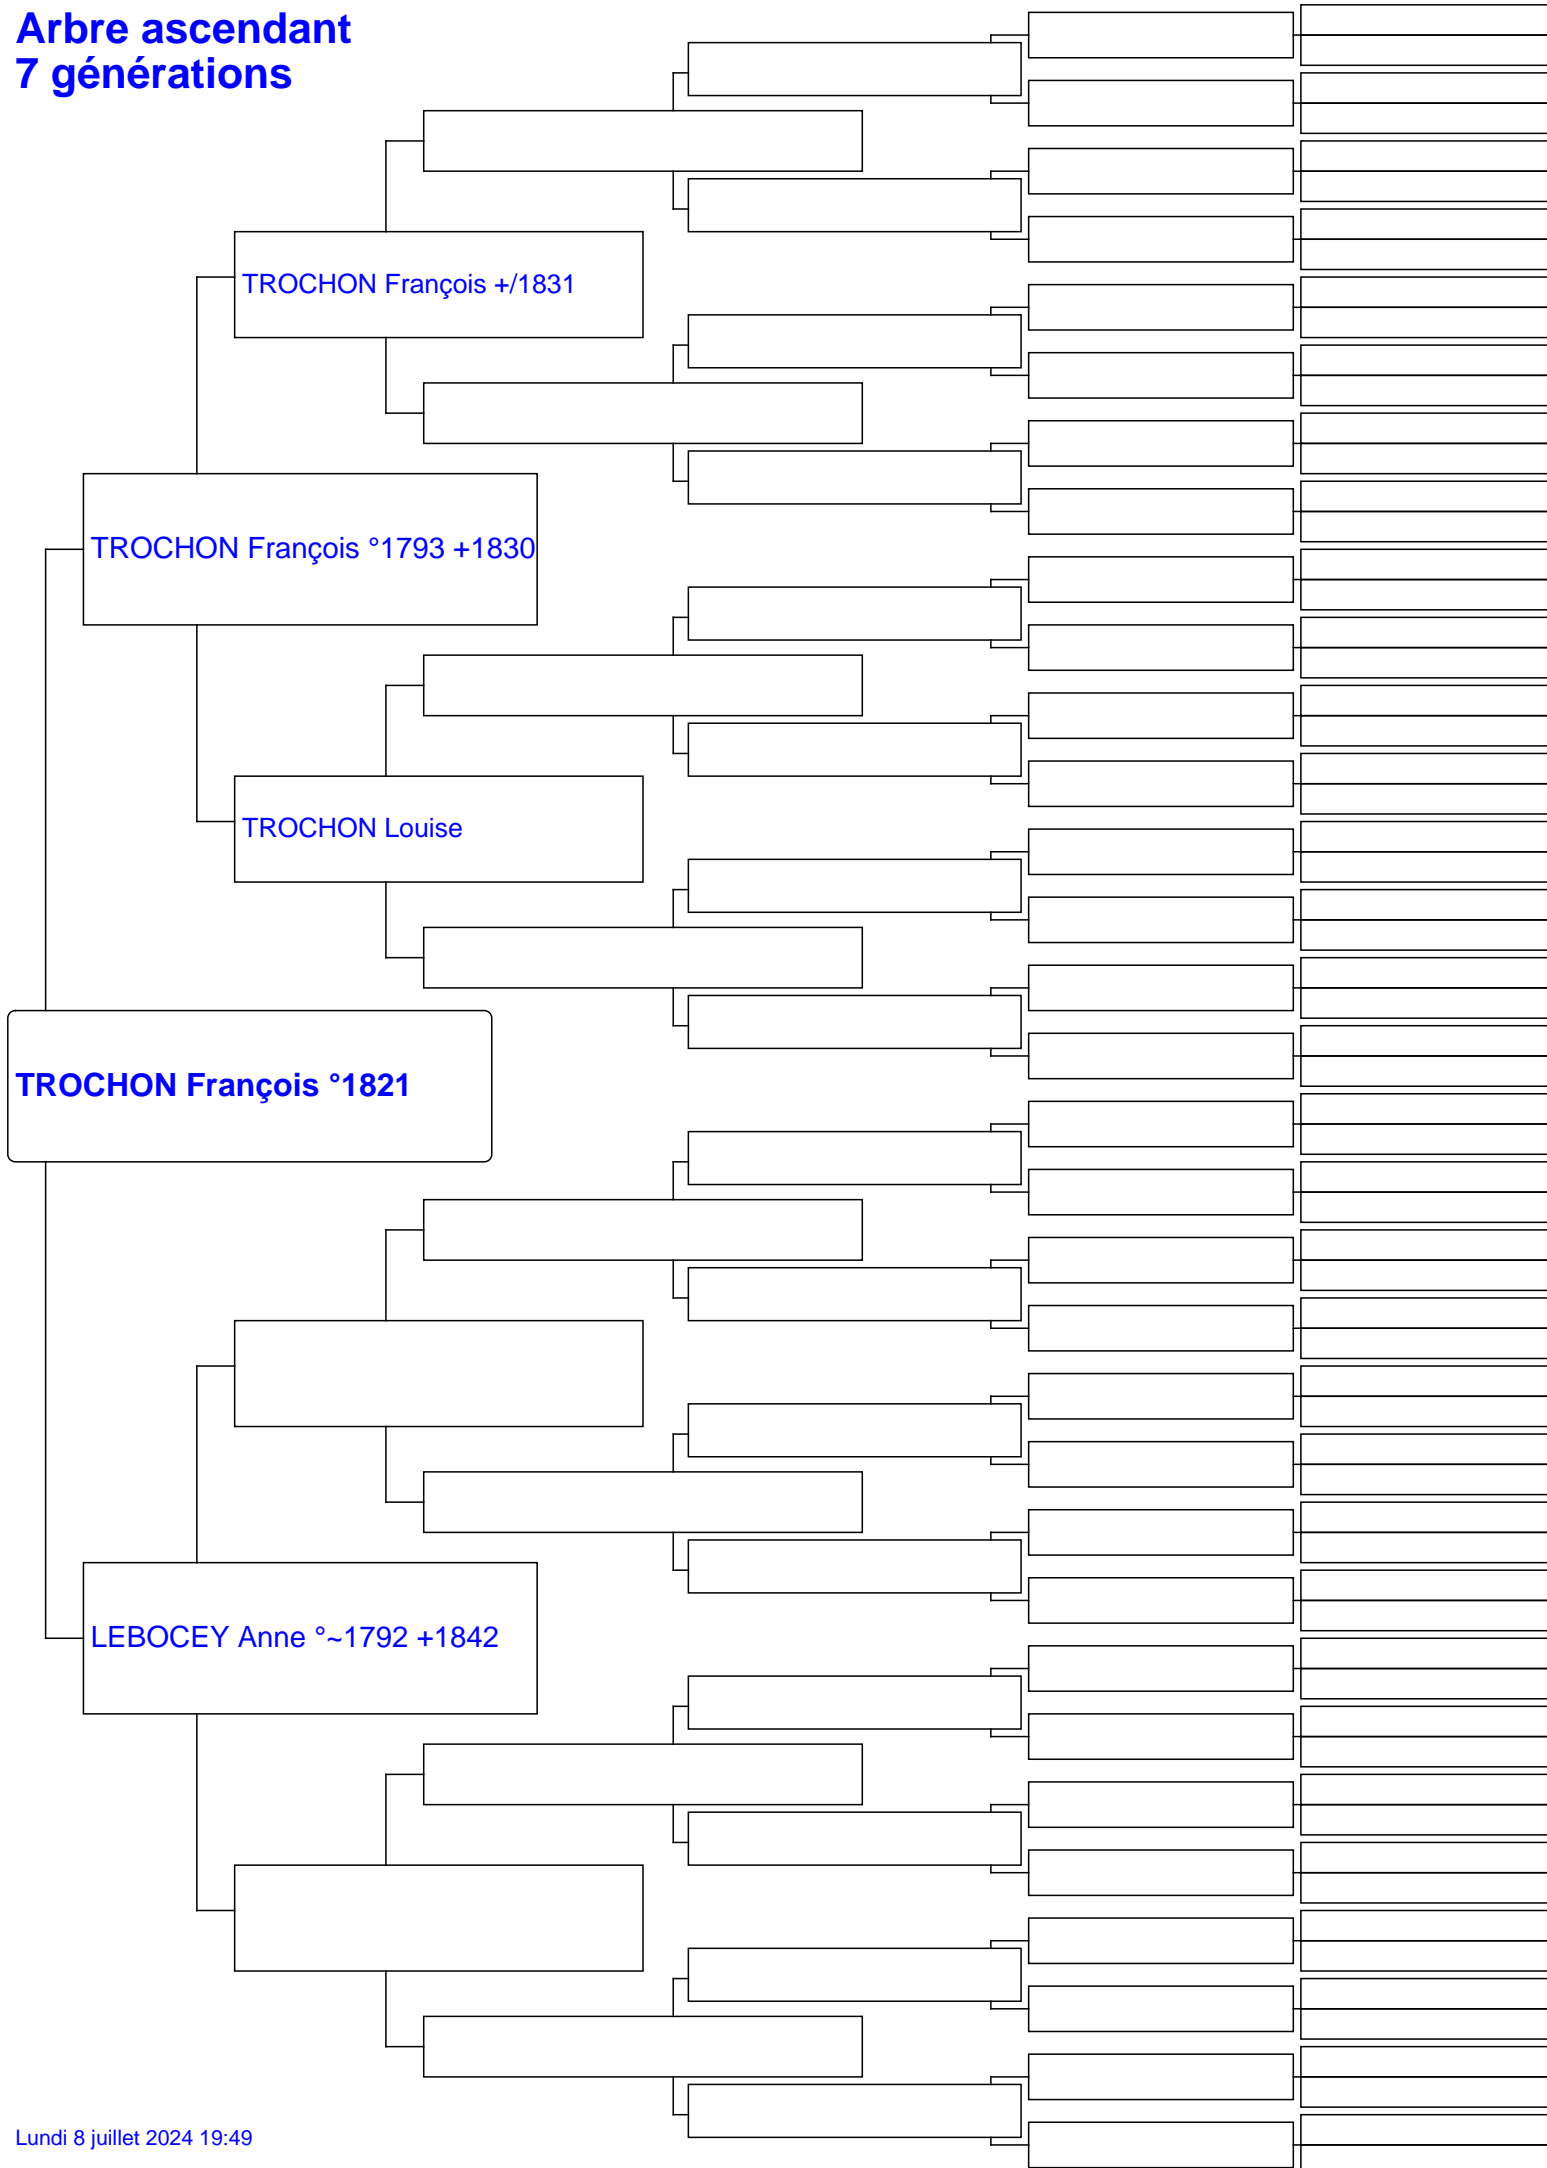 Arbre ascendant
7 générations
TROCHON François +/1831
TROCHON François °1793 +1830
TROCHON Louise
TROCHON François °1821
LEBOCEY Anne °~1792 +1842
Lundi 8 juillet 2024 19:49